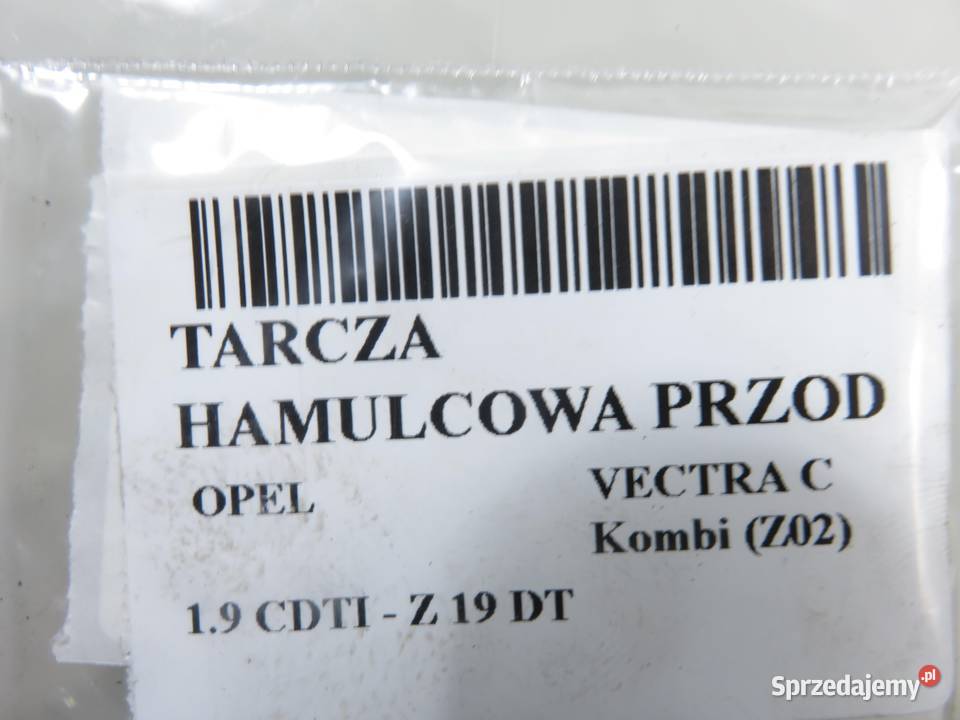 TARCZA
HAMULCOWA PRZOD
OPEL
VECTRA C
Kombi (Z02)
1.9 CDTI - Z 19 DT
Sprzedajemy.pl